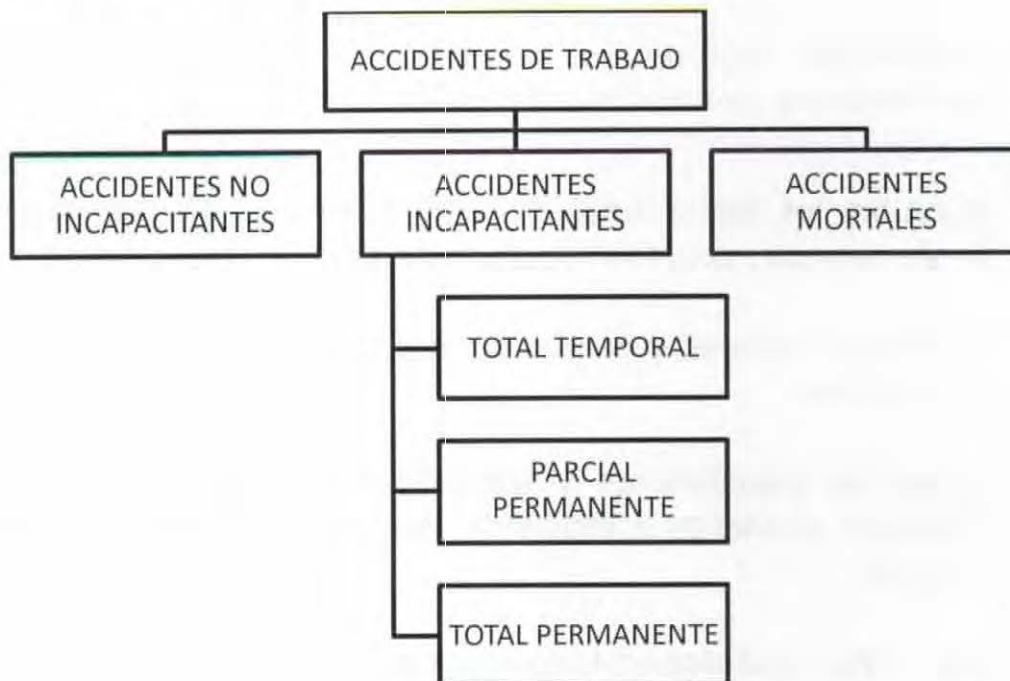 ACCIDENTES DE TRABAJO
ACCIDENTES NO
INCAPACITANTES
ACCIDENTES
INCAPACITANTES
ACCIDENTES
MORTALES
TOTAL TEMPORAL
PARCIAL
PERMANENTE
TOTAL PERMANENTE